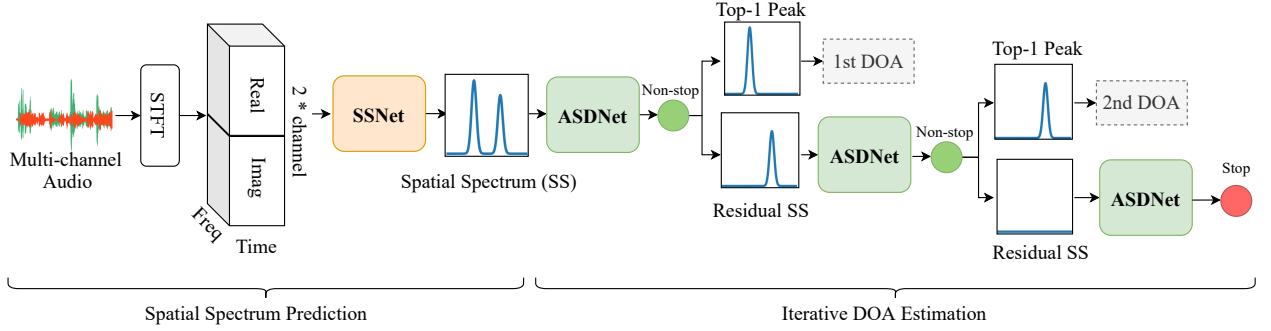 Multi-channel
Audio
STFT
Real
Imag
2 * channel
Freq
Time
SSNet
Spatial Spectrum (SS)
ASDNet
Non-stop
Top-1 Peak
1st DOA
Residual SS
ASDNet
Non-stop
Top-1 Peak
2nd DOA
Residual SS
ASDNet
Stop
Spatial Spectrum Prediction
Iterative DOA Estimation